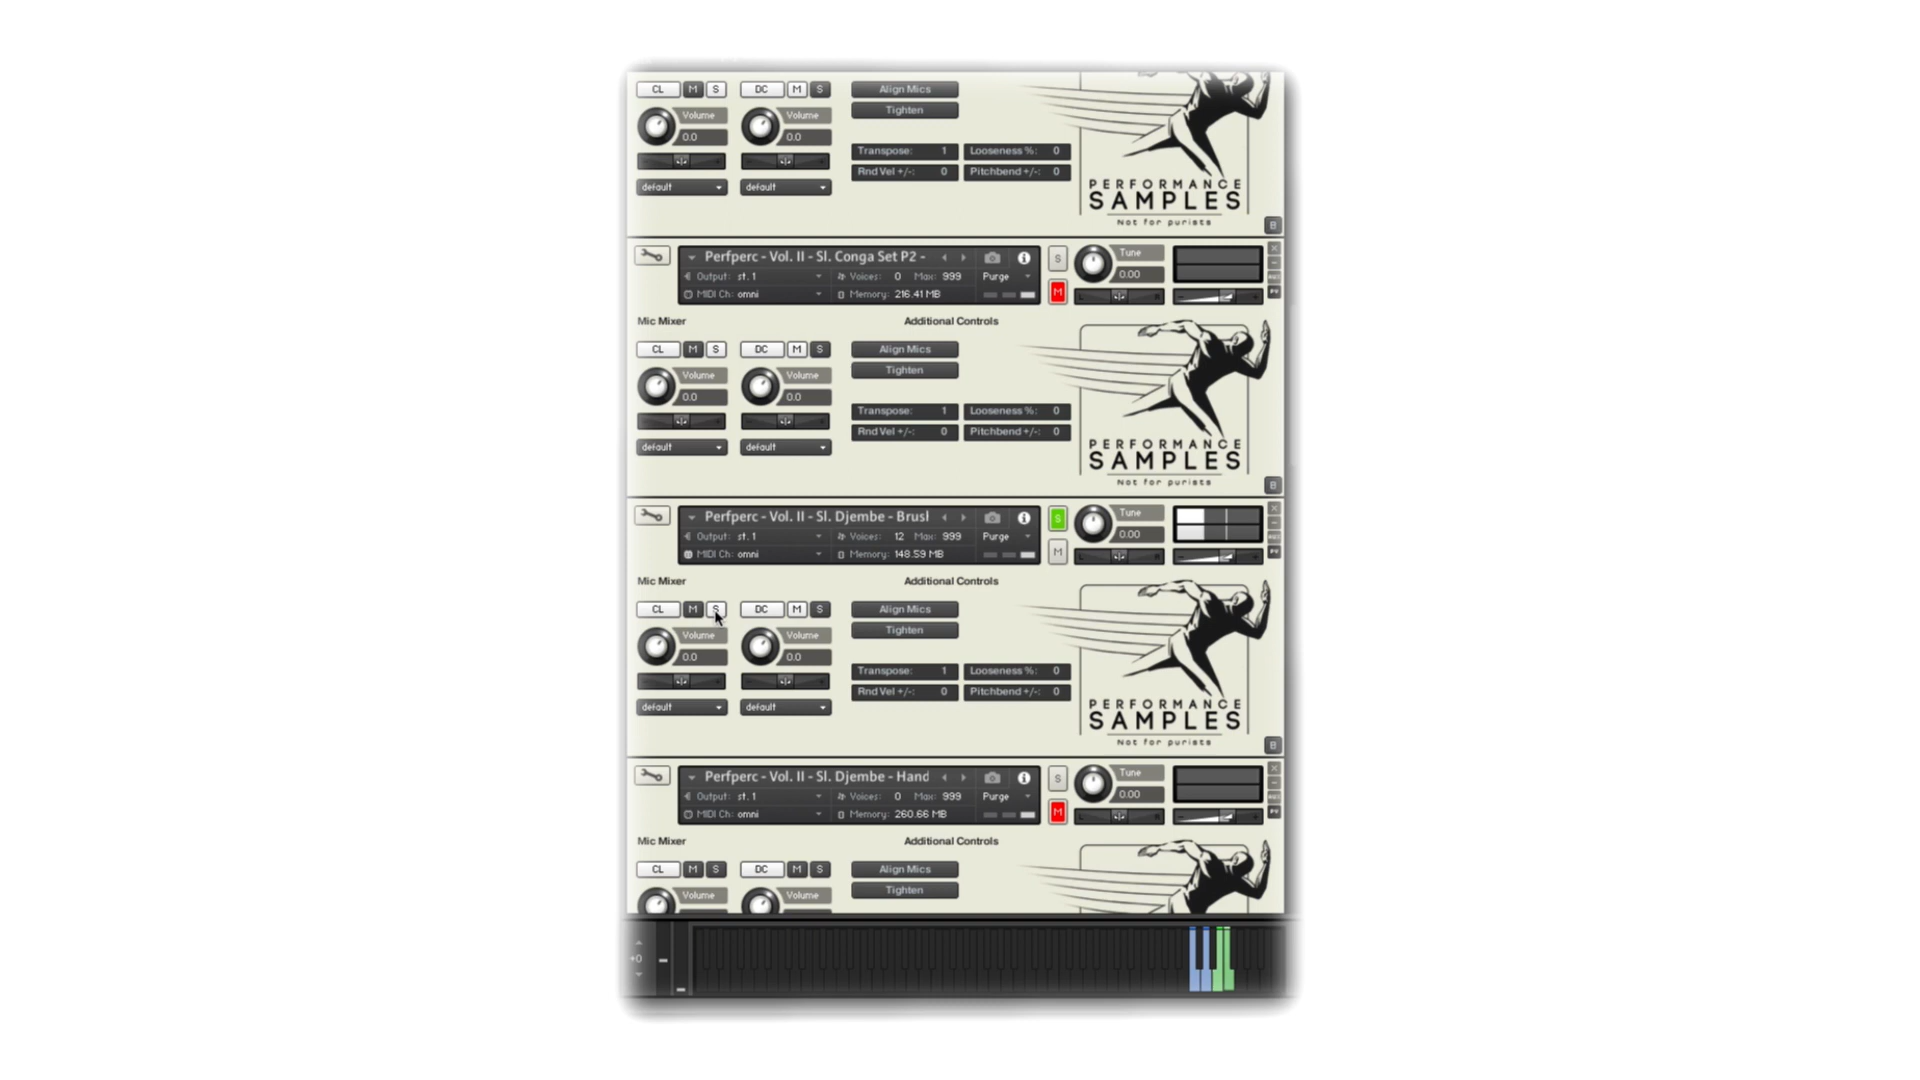 CL M S DC M S Align Mics
Volume Volume Tighten
0.0 0.0
Transpose: 1 Looseness %: 0
Rnd Vel +/-: 0 Pitchbend +/-: 0
default default
PERFORMANCE
SAMPLES
Not for purists
B
Perfperc - Vol. II - Sl. Conga Set P2 - S Tune
Output: st. 1 Voices: 0 Max: 999 Purge 0.00
MIDI Ch: omni Memory: 216.41 MB M L R
Mic Mixer Additional Controls
CL M S DC M S Align Mics
Volume Volume Tighten
0.0 0.0
Transpose: 1 Looseness %: 0
Rnd Vel +/-: 0 Pitchbend +/-: 0
default default
PERFORMANCE
SAMPLES
Not for purists
B
Perfperc - Vol. II - Sl. Djembe - Brusl S Tune
Output: st. 1 Voices: 12 Max: 999 Purge 0.00
MIDI Ch: omni Memory: 148.59 MB M L R
Mic Mixer Additional Controls
CL M S DC M S Align Mics
Volume Volume Tighten
0.0 0.0
Transpose: 1 Looseness %: 0
Rnd Vel +/-: 0 Pitchbend +/-: 0
default default
PERFORMANCE
SAMPLES
Not for purists
B
Perfperc - Vol. II - Sl. Djembe - Hand S Tune
Output: st. 1 Voices: 0 Max: 999 Purge 0.00
MIDI Ch: omni Memory: 260.66 MB M L R
Mic Mixer Additional Controls
CL M S DC M S Align Mics
Volume Volume Tighten
+0